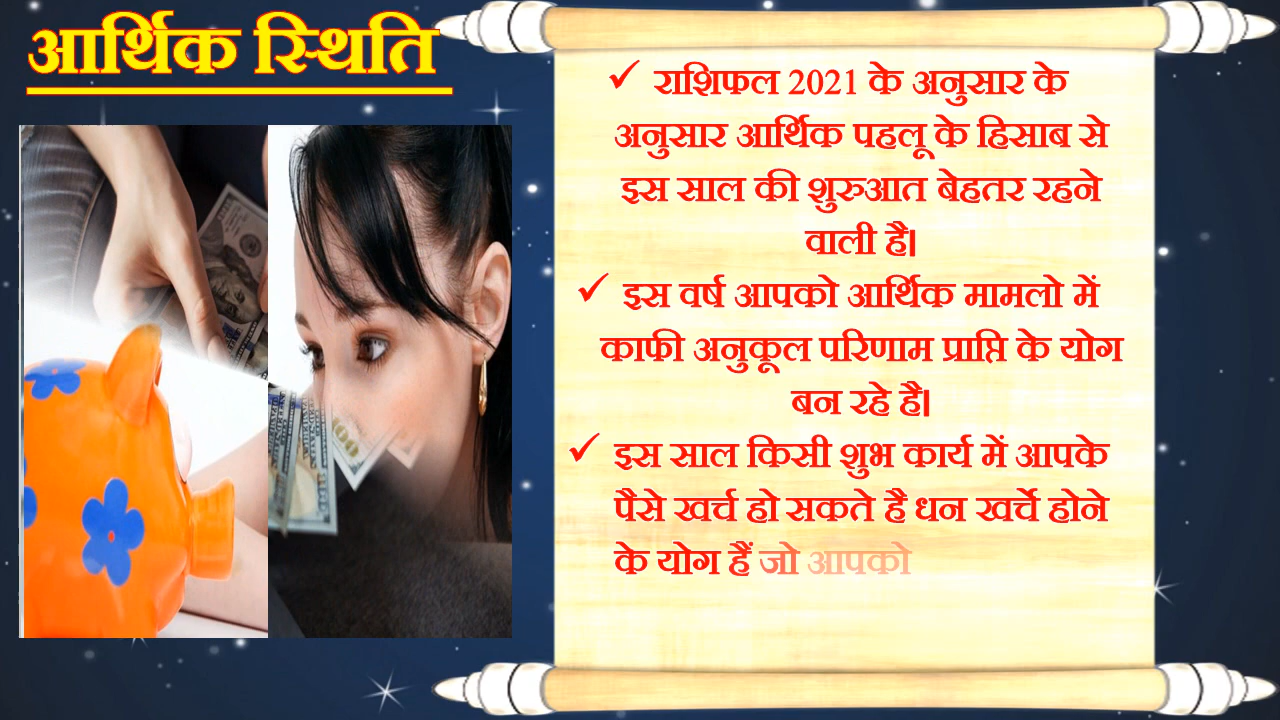 आर्थिक स्थिति
✓ राशिफल 2021 के अनुसार के
अनुसार आर्थिक पहलू के हिसाब से
इस साल की शुरुआत बेहतर रहने
वाली है।
✓ इस वर्ष आपको आर्थिक मामलो में
काफी अनुकूल परिणाम प्राप्ति के योग
बन रहे है।
✓ इस साल किसी शुभ कार्य में आपके
पैसे खर्च हो सकते हैं धन खर्चे होने
के योग हैं जो आपको